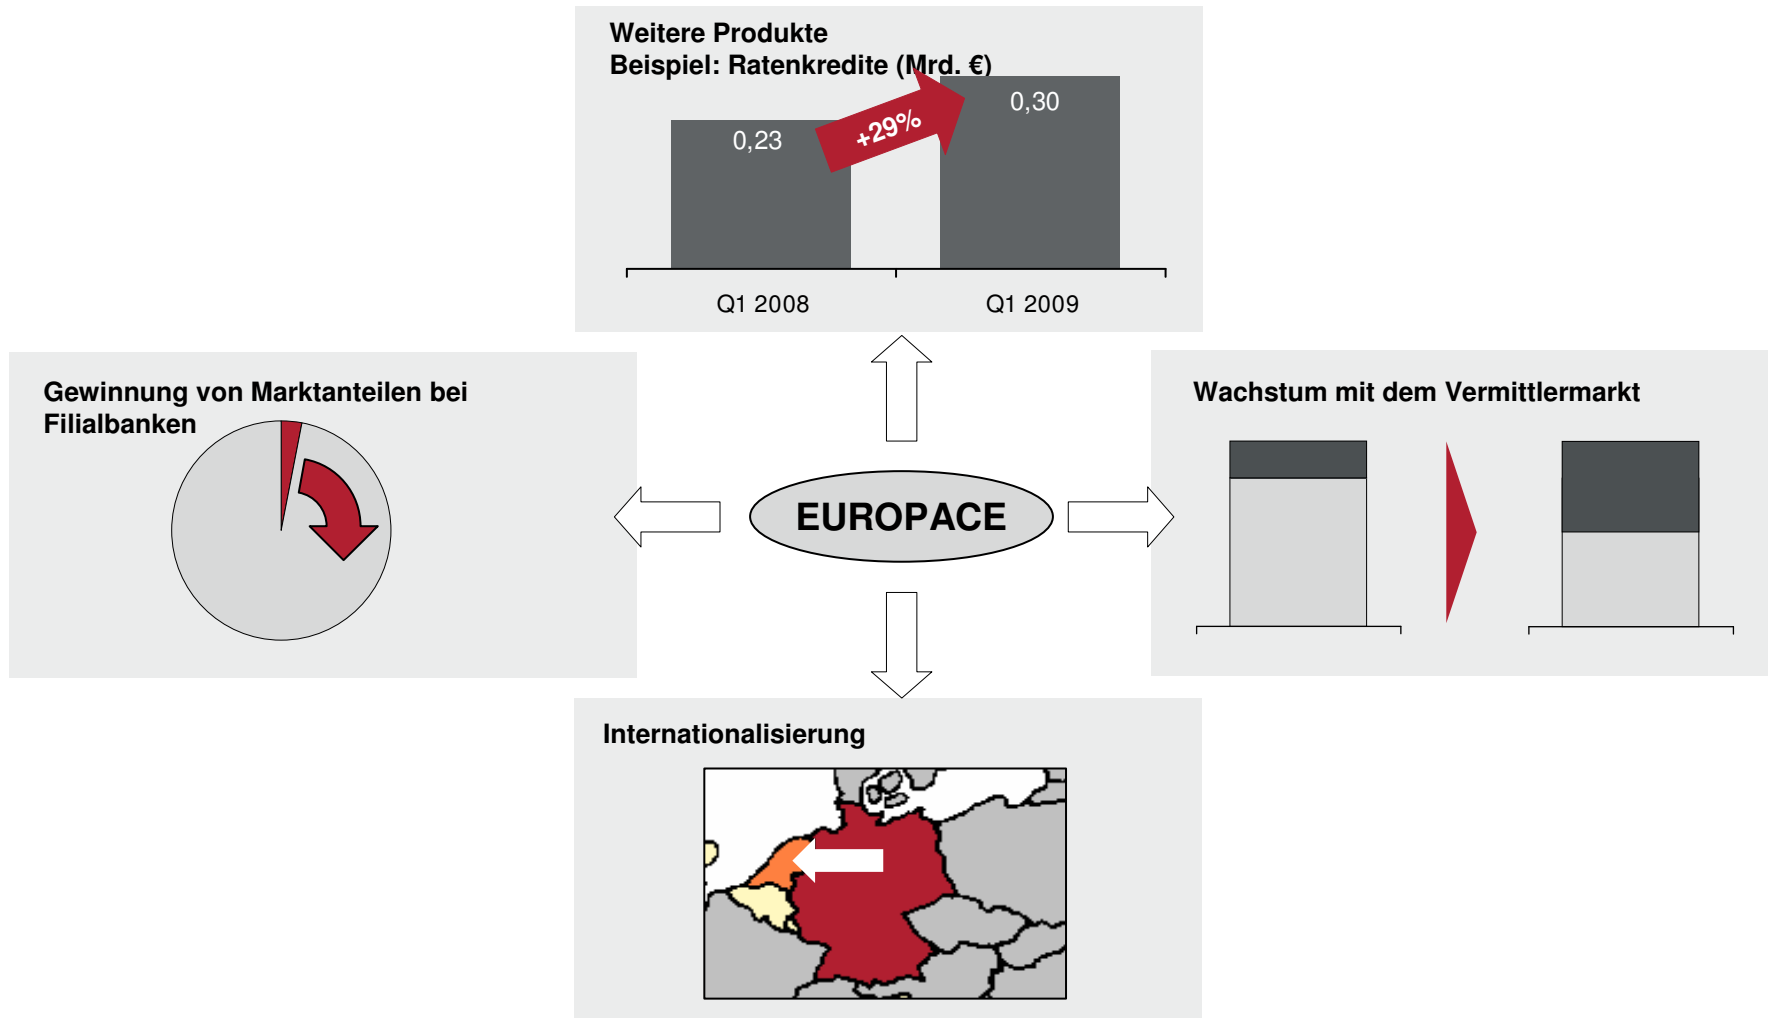 Weitere Produkte
Beispiel: Ratenkredite (Mrd. €)
0,23
+29%
0,30
Q1 2008
Q1 2009
Gewinnung von Marktanteilen bei
Filialbanken
EUROPACE
Wachstum mit dem Vermittlermarkt
Internationalisierung